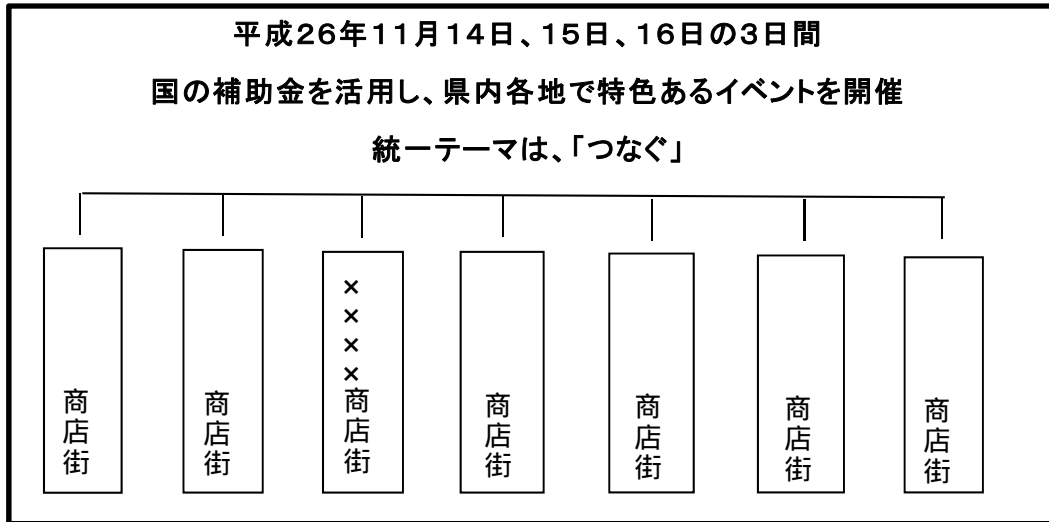 平成26年11月14日、15日、16日の3日間
国の補助金を活用し、県内各地で特色あるイベントを開催
統一テーマは、「つなぐ」
商店街
商店街
××××商店街
商店街
商店街
商店街
商店街